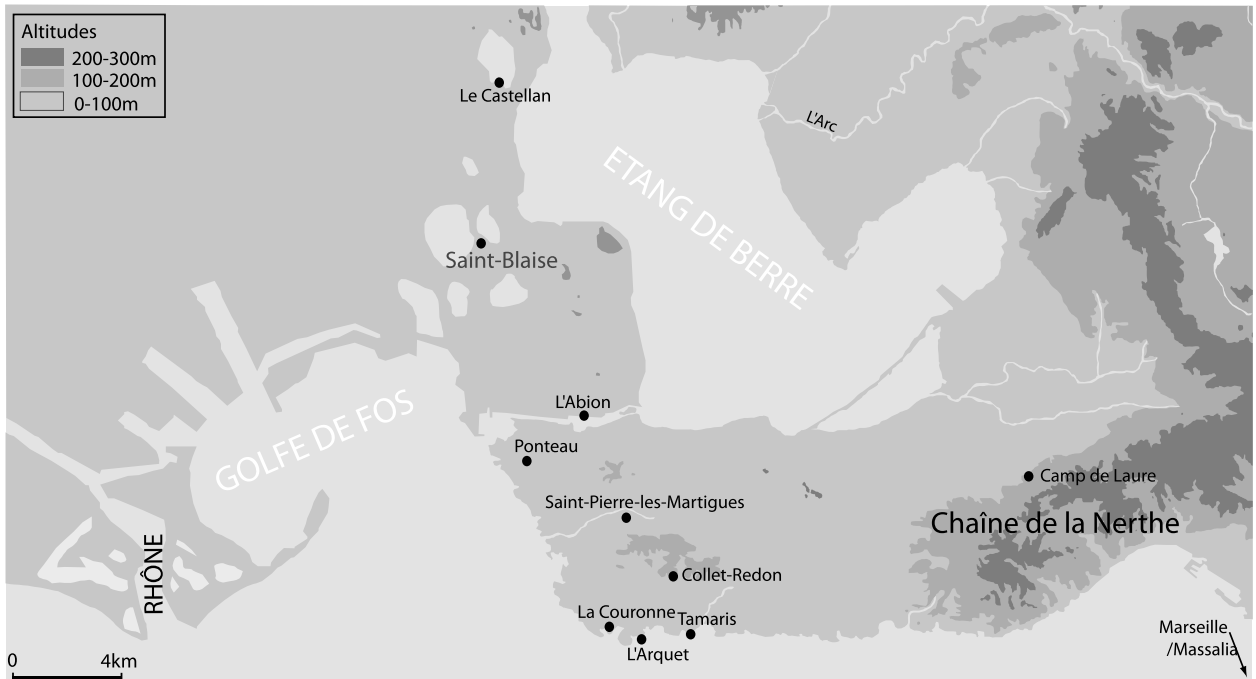 Altitudes
200-300m
100-200m
0-100m
Le Castellan
L'Arc
ETANG DE BERRE
Saint-Blaise
GOLFE DE FOS
L'Abion
Ponteau
Saint-Pierre-les-Martigues
Camp de Laure
Chaîne de la Nerthe
RHÔNE
Collet-Redon
La Couronne
Tamaris
L'Arquet
Marseille
/Massalia
0 4km